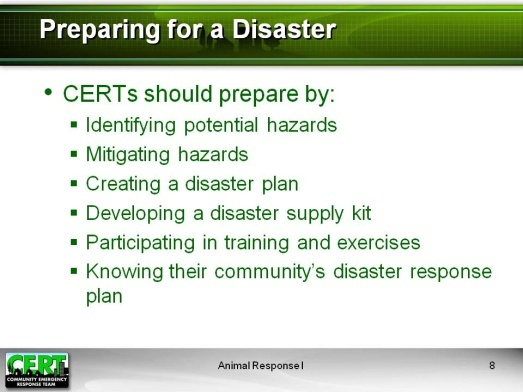 Preparing for a Disaster
• CERTs should prepare by:
▪ Identifying potential hazards
▪ Mitigating hazards
▪ Creating a disaster plan
▪ Developing a disaster supply kit
▪ Participating in training and exercises
▪ Knowing their community's disaster response
plan
CERT
COMMUNITY EMERGENCY
RESPONSE TEAM
Animal Response I
8